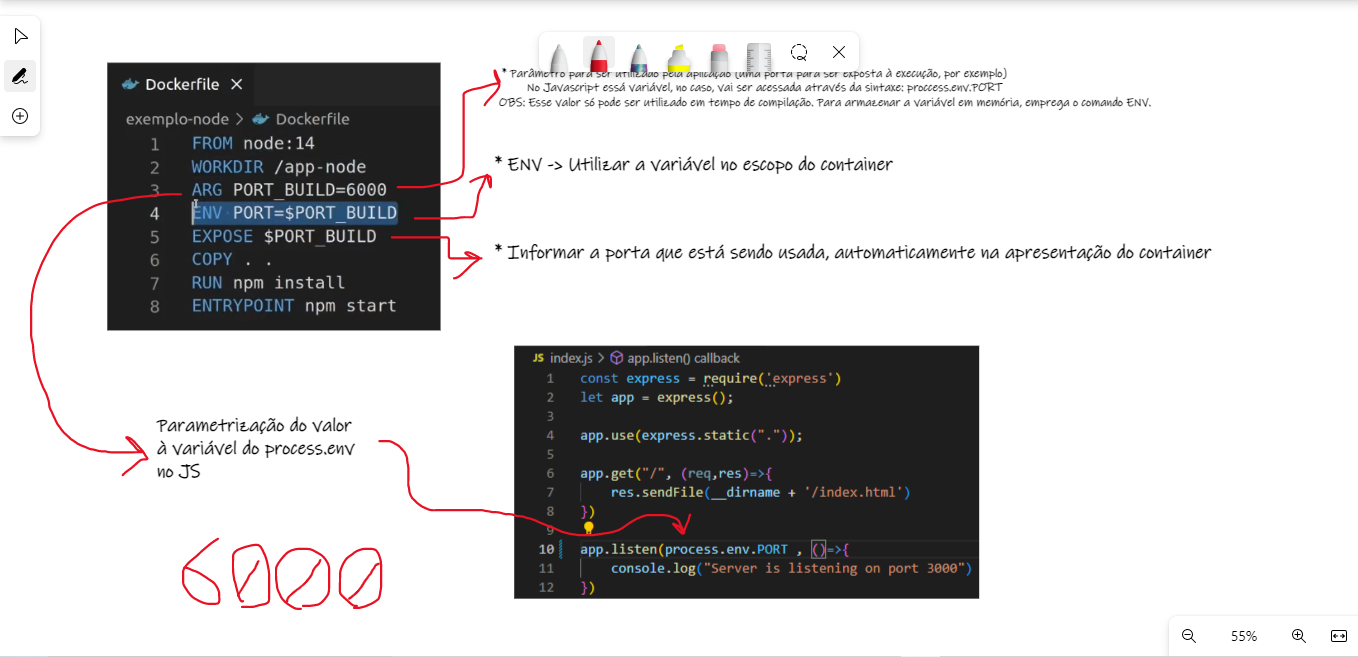 Dockerfile ×
exemplo-node > Dockerfile
1 FROM node:14
2 WORKDIR /app-node
3 ARG PORT_BUILD=6000
4 ENV PORT=$PORT_BUILD
5 EXPOSE $PORT_BUILD
6 COPY . .
7 RUN npm install
8 ENTRYPOINT npm start
* Parâmetro para ser utilizado pela aplicação (uma porta para ser exposta à execução, por exemplo)
No Javascript essá variável, no caso, vai ser acessada através da sintaxe: proccess.env.PORT
OBS: Esse valor só pode ser utilizado em tempo de compilação. Para armazenar a variável em memória, emprega o comando ENV.
* ENV -> Utilizar a variável no escopo do container
* Informar a porta que está sendo usada, automaticamente na apresentação do container
Parametrização do valor
à variável do process.env
no JS
6000
JS index.js > app.listen() callback
1 const express = require('express')
2 let app = express();
3
4 app.use(express.static("."));
5
6 app.get("/", (req,res)=>{
7 res.sendFile(__dirname + '/index.html')
8 })
9
10 app.listen(process.env.PORT , ()=>{
11 console.log("Server is listening on port 3000")
12 })
55%